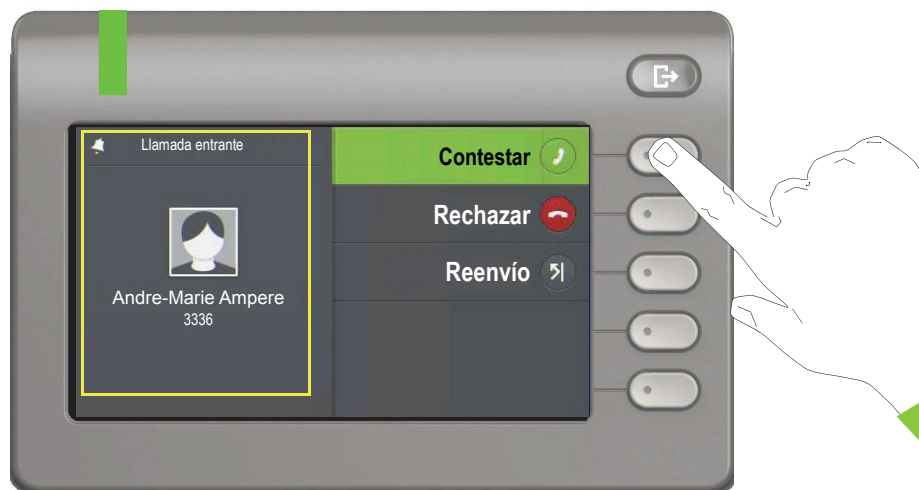 Llamada entrante
Andre-Marie Ampere
3336
Contestar
Rechazar
Reenvío